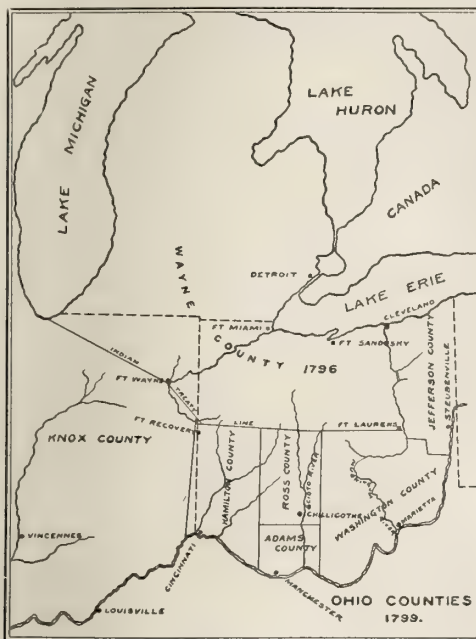 LAKE MICHIGAN
LAKE
HURON
CANADA
WAYNE
COUNTY 1796
DETROIT
LAKE ERIE
CLEVELAND
FT MIAMI
FT SANDUSKY
JEFFERSON COUNTY
STEUBENVILLE
INDIAN
TREATY
LINE
FT WAYNE
FT RECOVERY
FT LAURENS
KNOX COUNTY
HAMILTON COUNTY
ROSS COUNTY
SCIOTO RIVER
CHILLICOTHE
WASHINGTON COUNTY
MARIETTA
ADAMS
COUNTY
VINCENNES
CINCINNATI
MANCHESTER
LOUISVILLE
OHIO COUNTIES
1799.